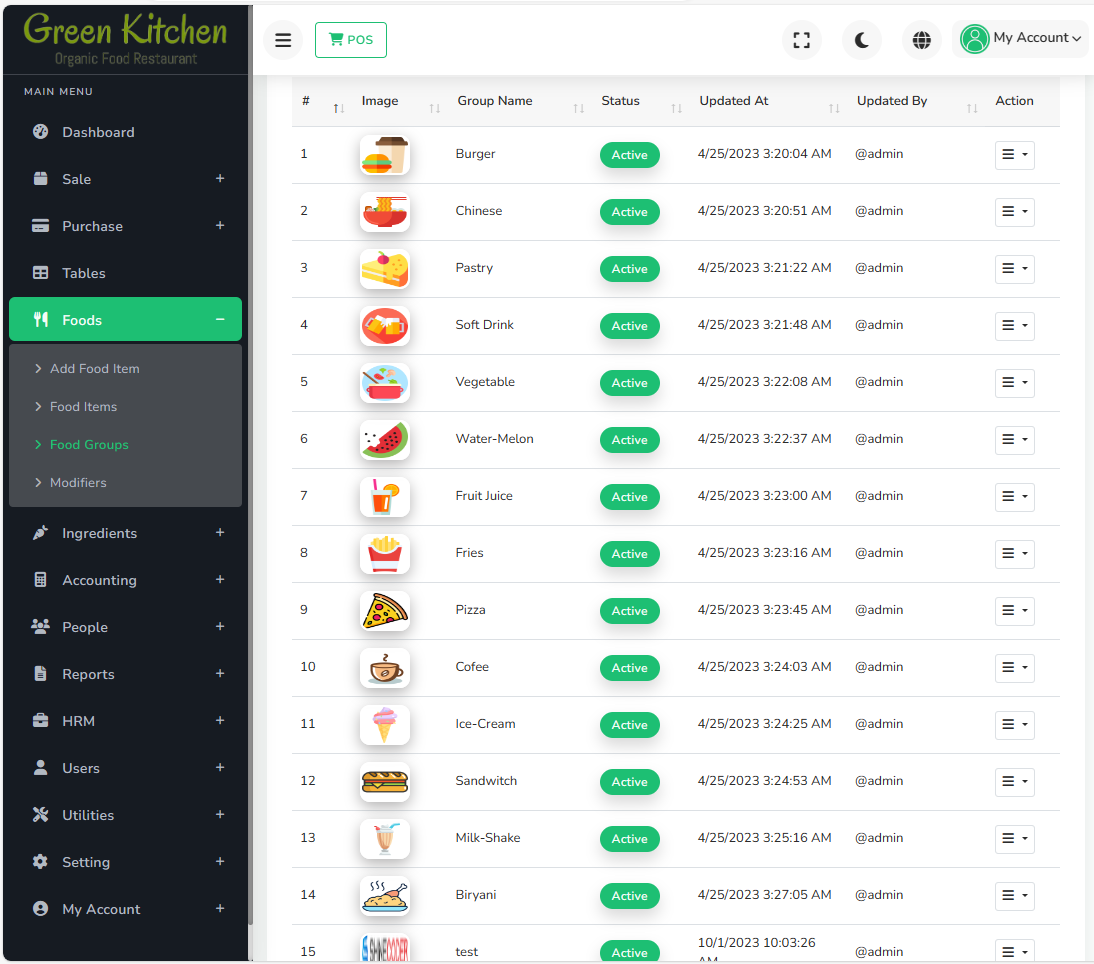 Green Kitchen
Organic Food Restaurant
POS
My Account
MAIN MENU
Dashboard
Sale +
Purchase +
Tables
Foods −
Add Food Item
Food Items
Food Groups
Modifiers
Ingredients +
Accounting +
People +
Reports +
HRM +
Users +
Utilities +
Setting +
My Account +
# Image Group Name Status Updated At Updated By Action
1 Burger Active 4/25/2023 3:20:04 AM @admin
2 Chinese Active 4/25/2023 3:20:51 AM @admin
3 Pastry Active 4/25/2023 3:21:22 AM @admin
4 Soft Drink Active 4/25/2023 3:21:48 AM @admin
5 Vegetable Active 4/25/2023 3:22:08 AM @admin
6 Water-Melon Active 4/25/2023 3:22:37 AM @admin
7 Fruit Juice Active 4/25/2023 3:23:00 AM @admin
8 Fries Active 4/25/2023 3:23:16 AM @admin
9 Pizza Active 4/25/2023 3:23:45 AM @admin
10 Cofee Active 4/25/2023 3:24:03 AM @admin
11 Ice-Cream Active 4/25/2023 3:24:25 AM @admin
12 Sandwitch Active 4/25/2023 3:24:53 AM @admin
13 Milk-Shake Active 4/25/2023 3:25:16 AM @admin
14 Biryani Active 4/25/2023 3:27:05 AM @admin
15 SHINECODER test Active 10/1/2023 10:03:26 @admin
AM